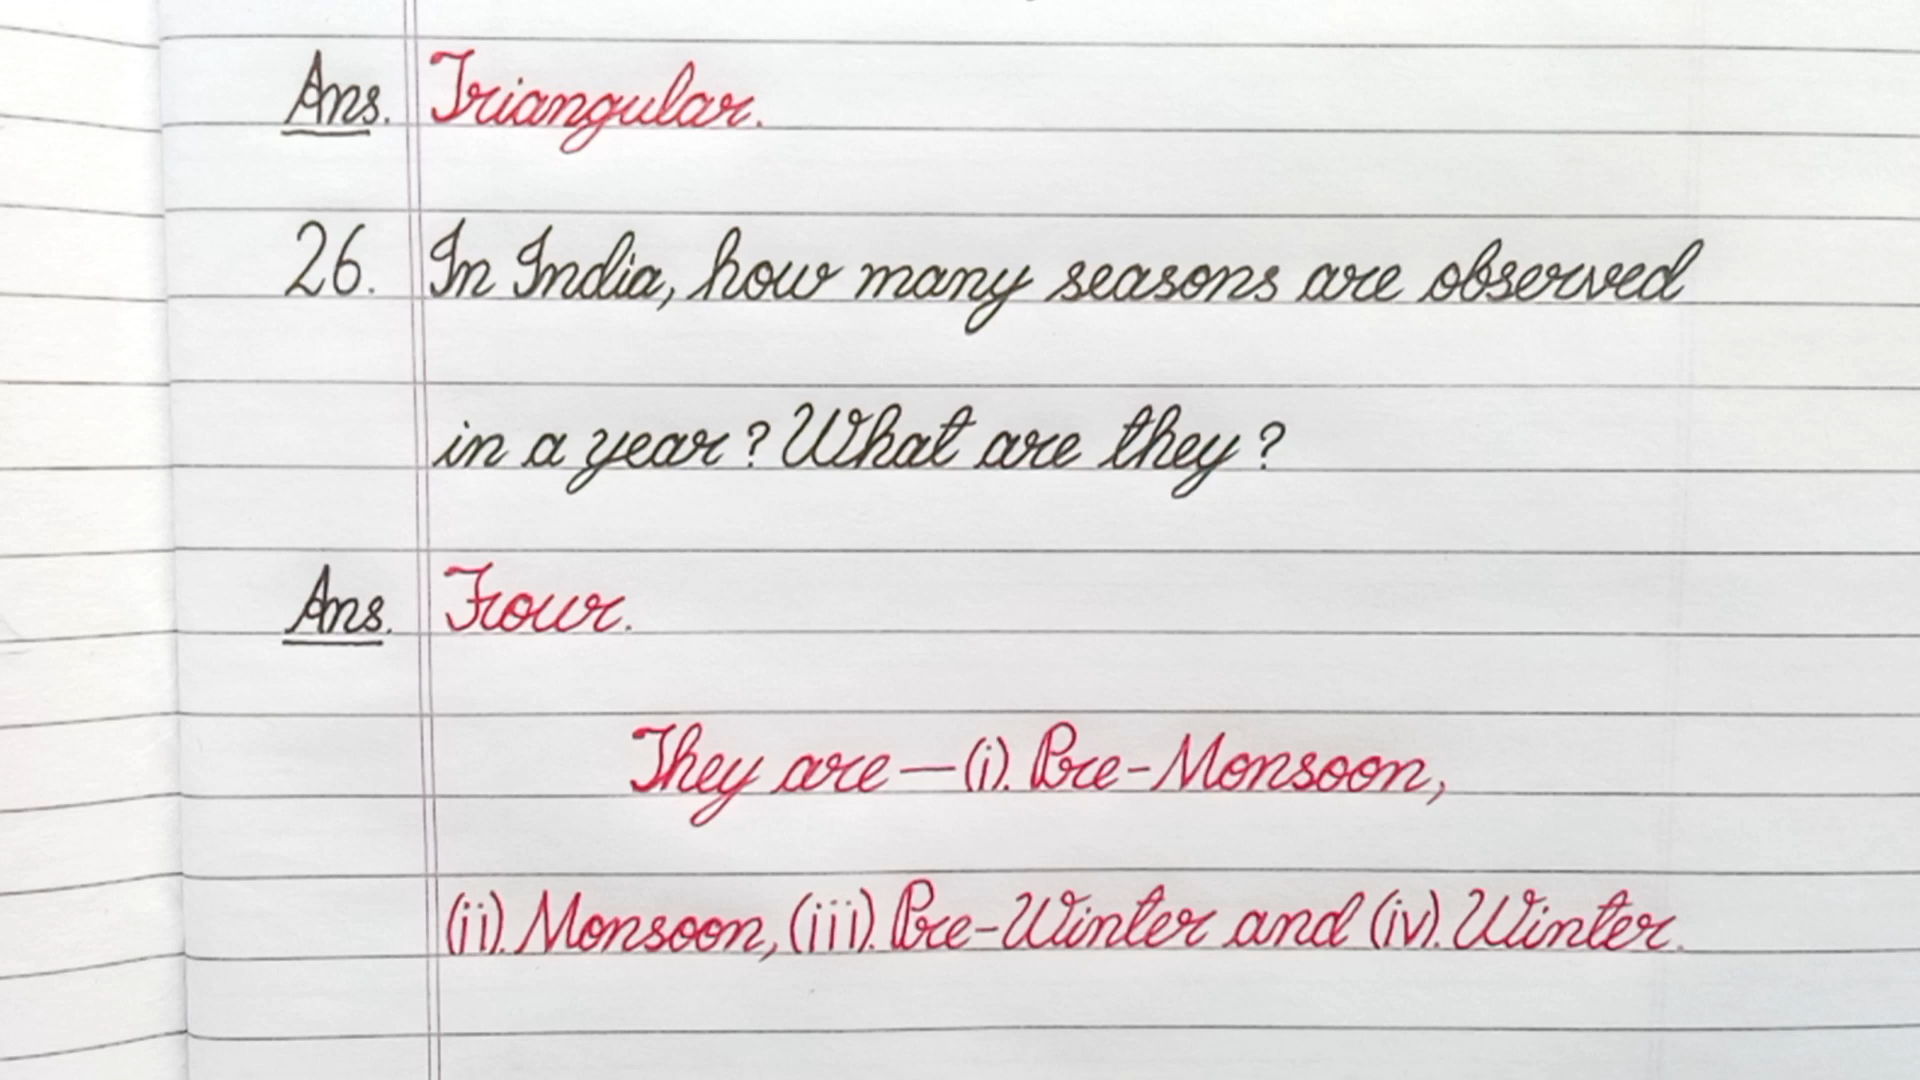 Ans. Triangular.
26. In India, how many seasons are observed
in a year? What are they?
Ans. Four.
They are — (i). Pre-Monsoon,
(ii). Monsoon, (iii). Pre-Winter and (iv). Winter.